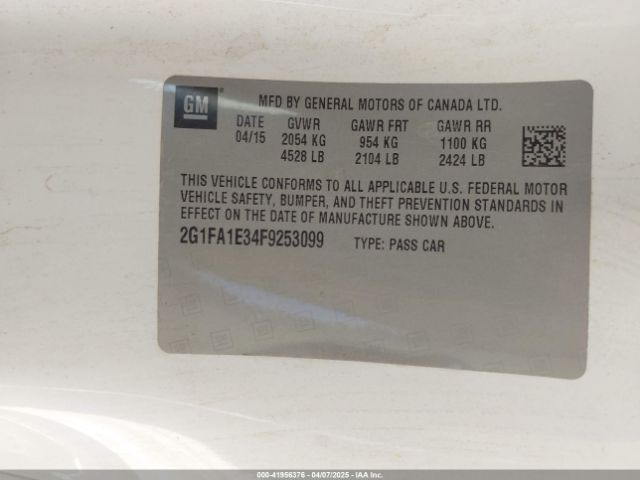 GM
MFD BY GENERAL MOTORS OF CANADA LTD.
DATE GVWR GAWR FRT GAWR RR
04/15 2054 KG 954 KG 1100 KG
4528 LB 2104 LB 2424 LB
THIS VEHICLE CONFORMS TO ALL APPLICABLE U.S. FEDERAL MOTOR
VEHICLE SAFETY, BUMPER, AND THEFT PREVENTION STANDARDS IN
EFFECT ON THE DATE OF MANUFACTURE SHOWN ABOVE.
2G1FA1E34F9253099 TYPE: PASS CAR
000-41956376 | 04/07/2025 - IAA, Inc.